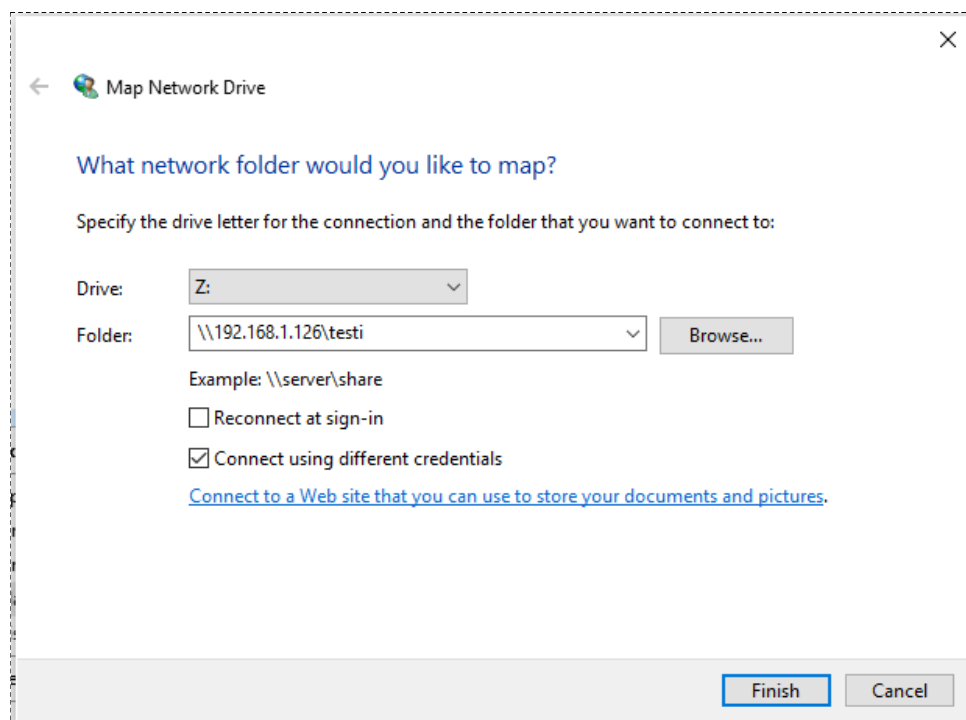 Map Network Drive
What network folder would you like to map?
Specify the drive letter for the connection and the folder that you want to connect to:
Drive: Z:
Folder: \\192.168.1.126\testi Browse...
Example: \\server\share
Reconnect at sign-in
Connect using different credentials
Connect to a Web site that you can use to store your documents and pictures.
Finish Cancel